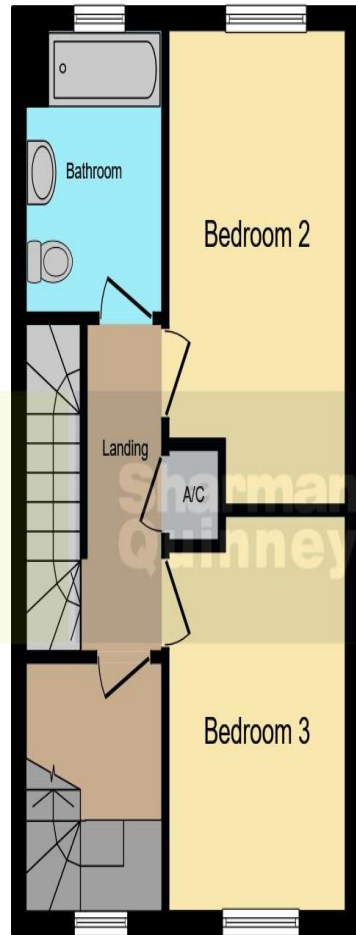 Bathroom
Bedroom 2
Landing
A/C
Sharman
Quinney
Bedroom 3